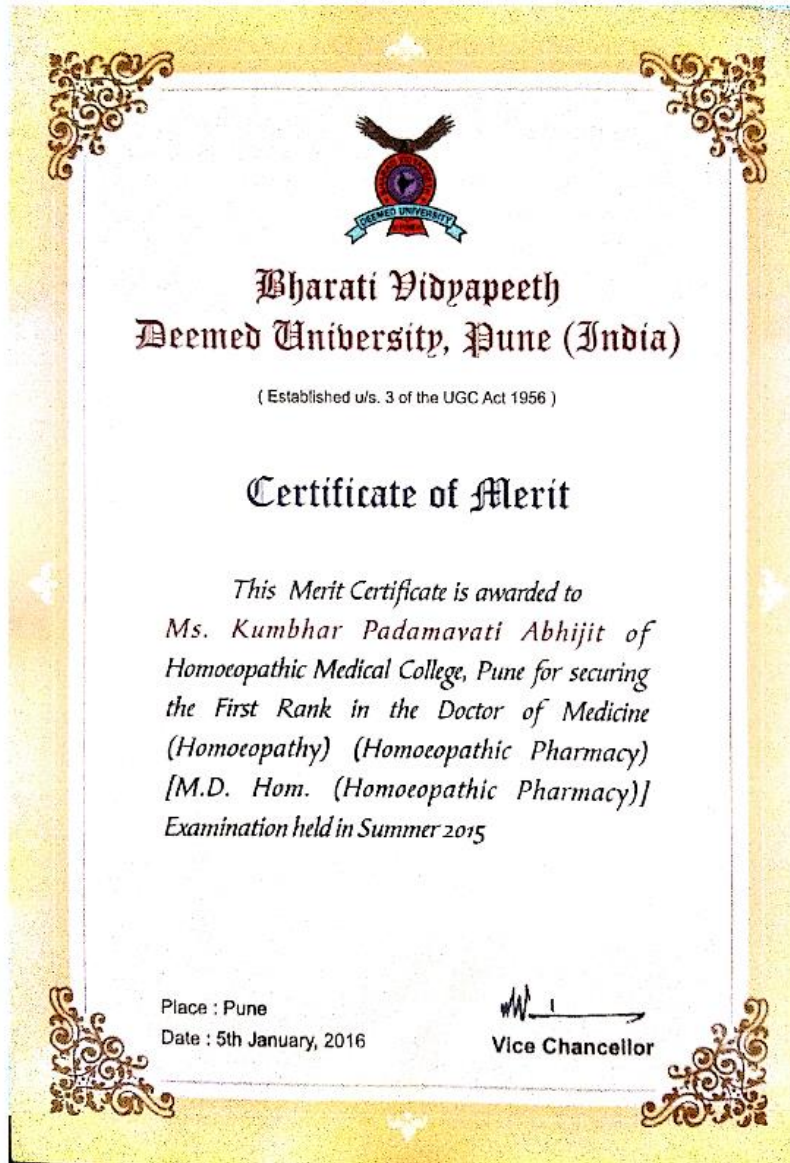 DEEMED UNIVERSITY
Bharati Vidyapeeth
Deemed University, Pune (India)
( Established u/s. 3 of the UGC Act 1956 )
Certificate of Merit
This Merit Certificate is awarded to
Ms. Kumbhar Padamavati Abhijit of
Homoeopathic Medical College, Pune for securing
the First Rank in the Doctor of Medicine
(Homoeopathy) (Homoeopathic Pharmacy)
[M.D. Hom. (Homoeopathic Pharmacy)]
Examination held in Summer 2015
Place : Pune
Date : 5th January, 2016
Vice Chancellor